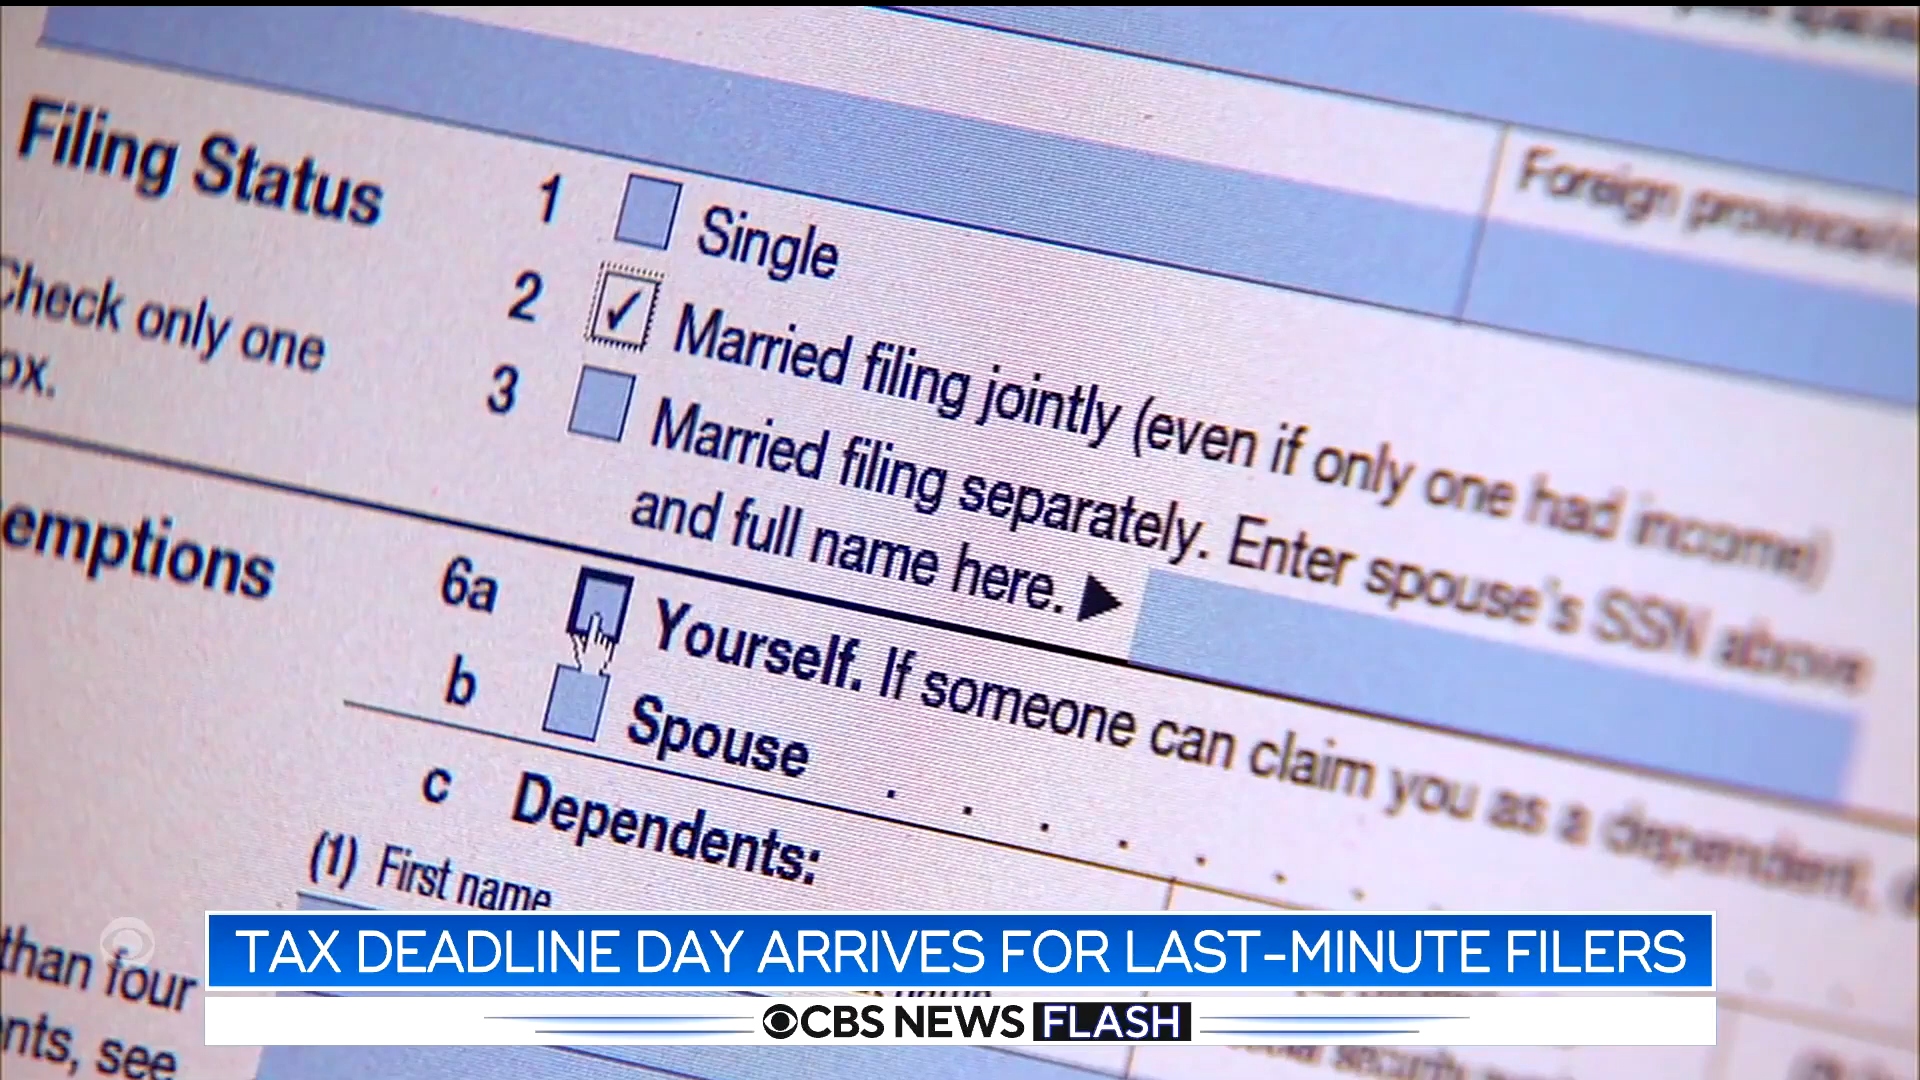 Foreign province/
Filing Status
Check only one
ox.
1 Single
2 ✓ Married filing jointly (even if only one had income)
3 Married filing separately. Enter spouse's SSN above
and full name here. ▶
emptions
6a Yourself. If someone can claim you as a dependent,
b Spouse . . . . . . . .
c Dependents:
(1) First name
than four
nts, see
TAX DEADLINE DAY ARRIVES FOR LAST-MINUTE FILERS
CBS NEWS FLASH